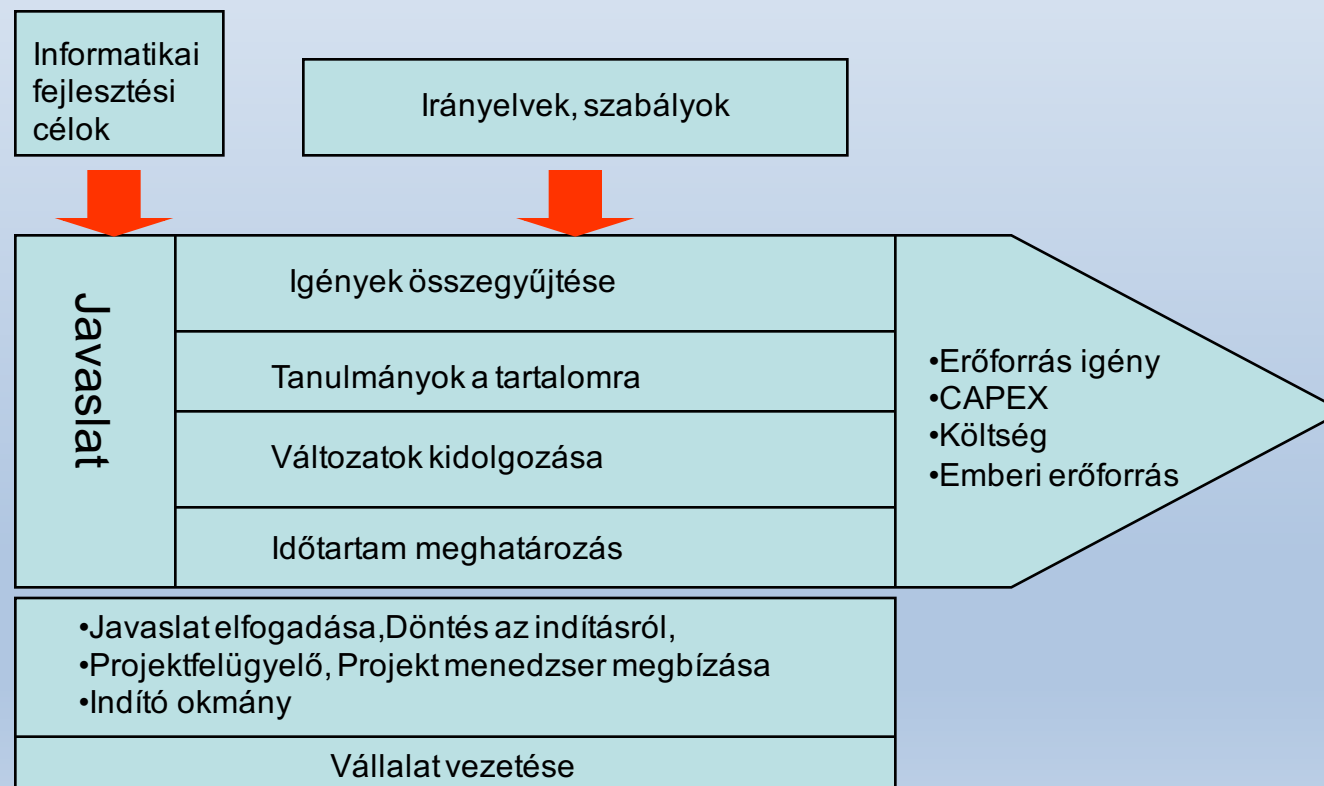 Informatikai
fejlesztési
célok
Irányelvek, szabályok
Javaslat
Igények összegyűjtése
Tanulmányok a tartalomra
Változatok kidolgozása
Időtartam meghatározás
•Erőforrás igény
•CAPEX
•Költség
•Emberi erőforrás
•Javaslat elfogadása,Döntés az indításról,
•Projektfelügyelő, Projekt menedzser megbízása
•Indító okmány
Vállalat vezetése